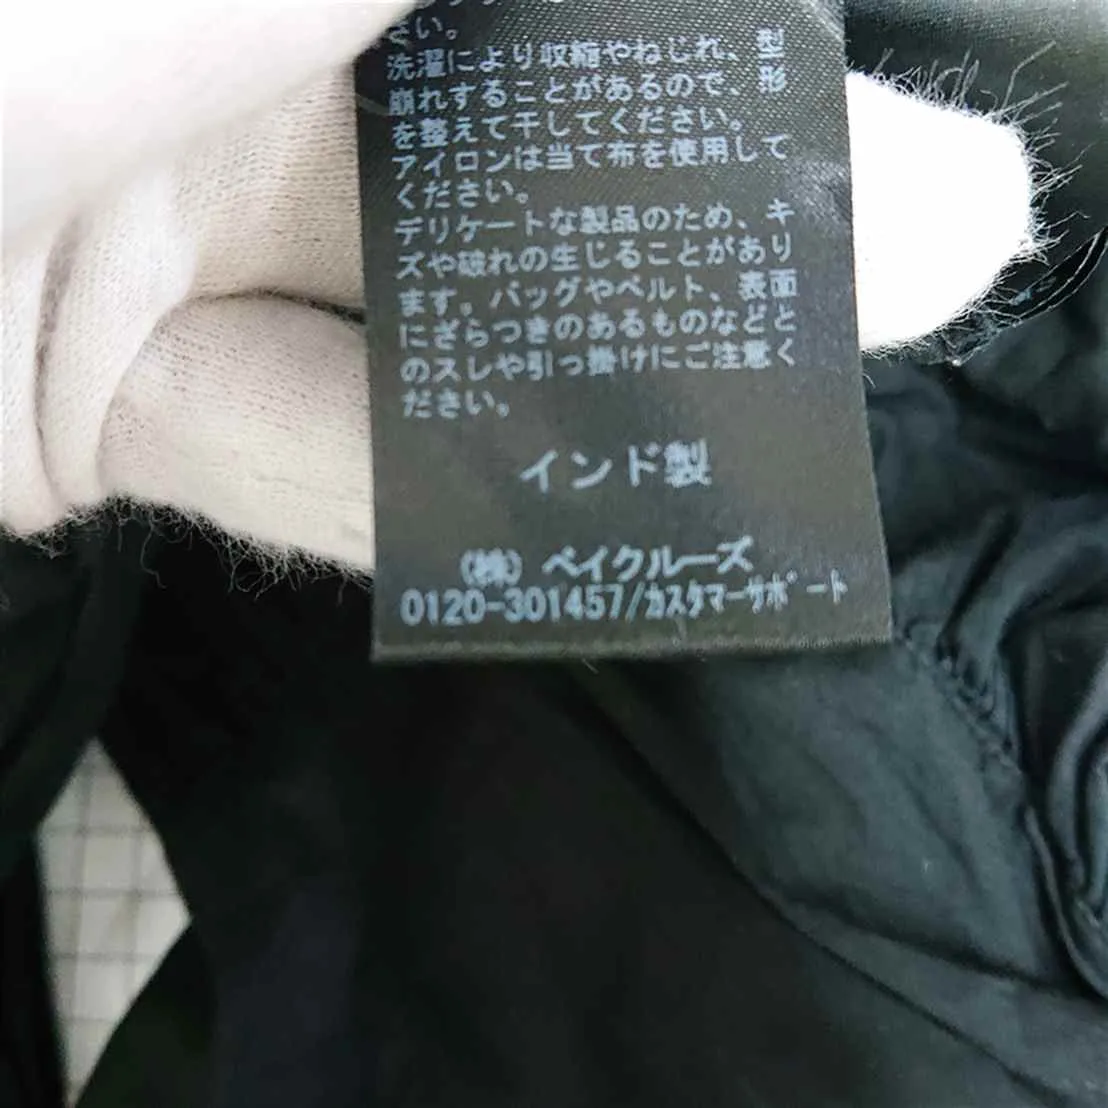 さい。
洗濯により収縮やねじれ、型
崩れすることがあるので、形
を整えて干してください。
アイロンは当て布を使用して
ください。
デリケートな製品のため、キ
ズや破れの生じることがあり
ます。バッグやベルト、表面
にざらつきのあるものなどと
のスレや引っ掛けにご注意く
ださい。
インド製
(株) ベイクルーズ
0120-301457/カスタマーサポート